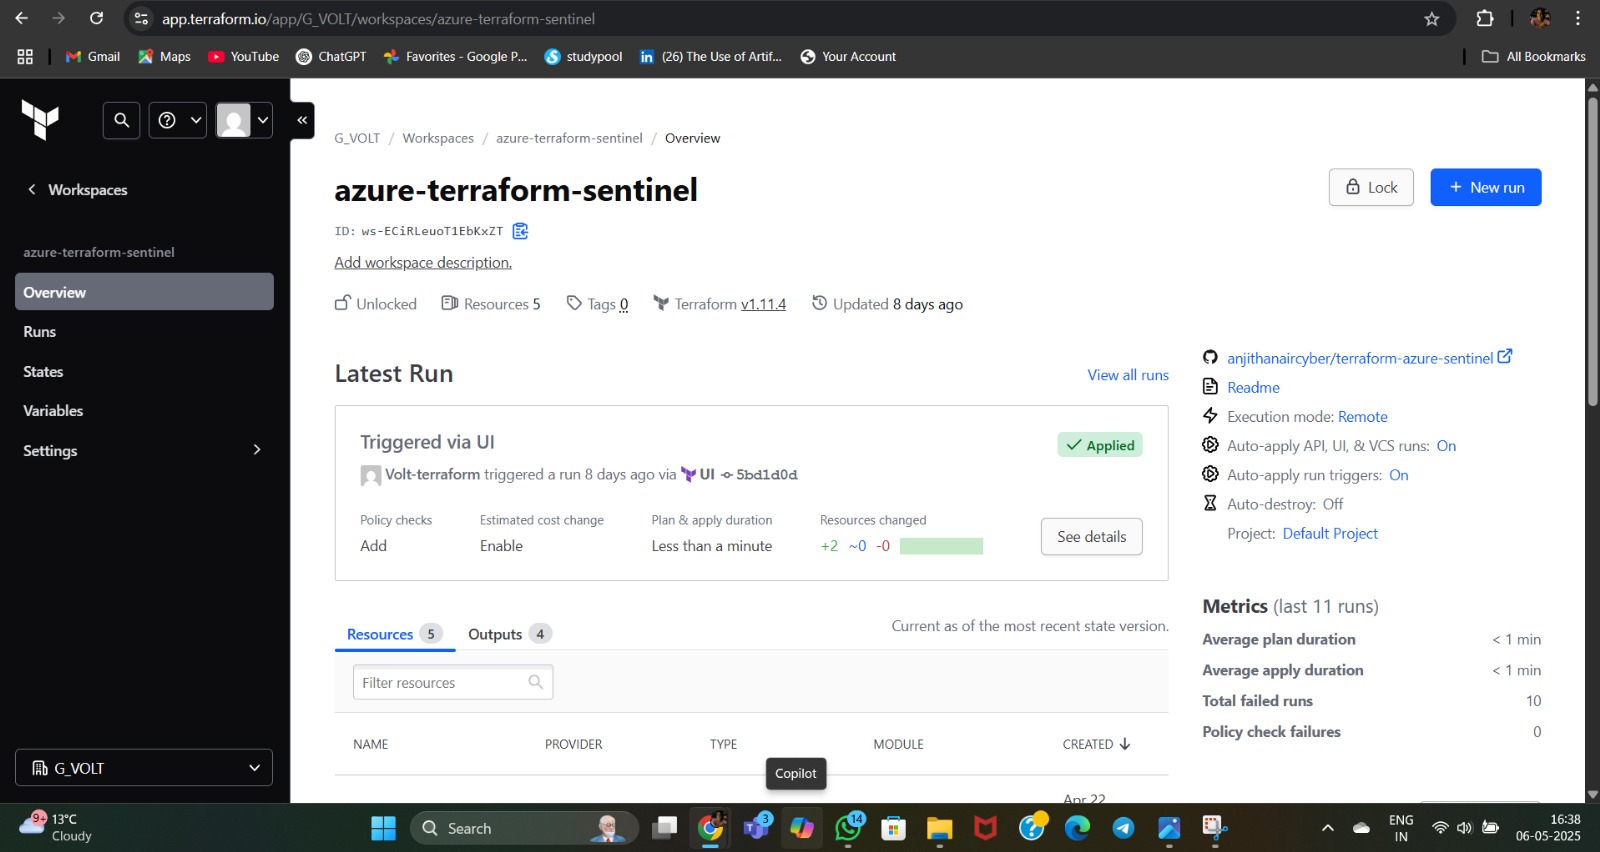 app.terraform.io/app/G_VOLT/workspaces/azure-terraform-sentinel
Gmail Maps YouTube ChatGPT Favorites - Google P... studypool (26) The Use of Artif... Your Account All Bookmarks
Workspaces
azure-terraform-sentinel
Overview
Runs
States
Variables
Settings
G_VOLT
G_VOLT / Workspaces / azure-terraform-sentinel / Overview
azure-terraform-sentinel
Lock
+ New run
ID: ws-ECiRLeuoT1EbKxZT
Add workspace description.
Unlocked Resources 5 Tags 0 Terraform v1.11.4 Updated 8 days ago
Latest Run
View all runs
Triggered via UI
Applied
Volt-terraform triggered a run 8 days ago via UI 5bd1d0d
Policy checks Estimated cost change Plan & apply duration Resources changed
Add Enable Less than a minute +2 ~0 -0
See details
Resources 5 Outputs 4
Current as of the most recent state version.
Filter resources
NAME PROVIDER TYPE MODULE CREATED
Apr 22
anjithanaircyber/terraform-azure-sentinel
Readme
Execution mode: Remote
Auto-apply API, UI, & VCS runs: On
Auto-apply run triggers: On
Auto-destroy: Off
Project: Default Project
Metrics (last 11 runs)
Average plan duration < 1 min
Average apply duration < 1 min
Total failed runs 10
Policy check failures 0
Copilot
9+
13°C
Cloudy
Search
3
14
ENG
IN
16:38
06-05-2025